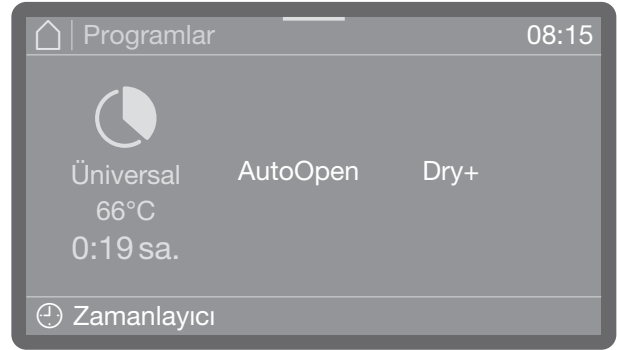 Programlar 08:15
Üniversal AutoOpen Dry+
66°C
0:19 sa.
Zamanlayıcı